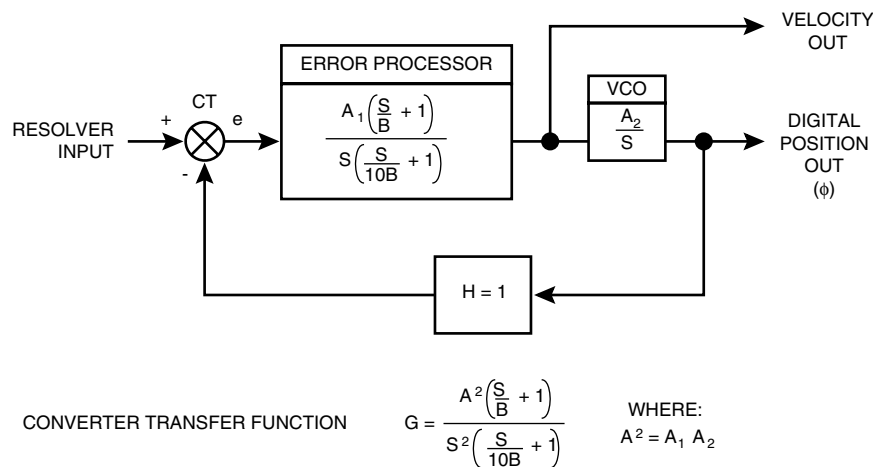 VELOCITY
OUT
ERROR PROCESSOR
VCO
CT
RESOLVER
INPUT
+
-
e
A₁(S/B + 1)
S(S/10B + 1)
A₂
S
DIGITAL
POSITION
OUT
(ϕ)
H = 1
CONVERTER TRANSFER FUNCTION
G = A²(S/B + 1)
S²(S/10B + 1)
WHERE:
A² = A₁ A₂